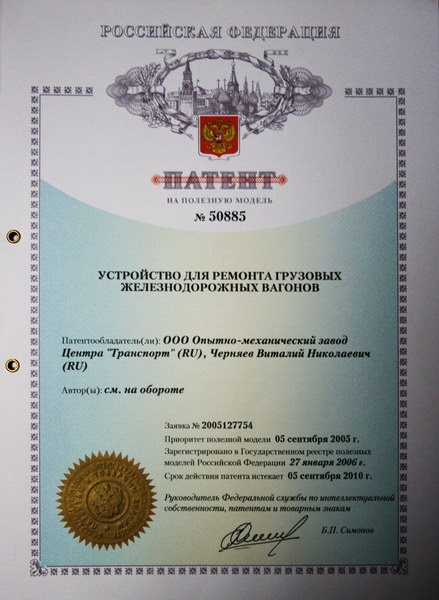 РОССИЙСКАЯ ФЕДЕРАЦИЯ
ПАТЕНТ
НА ПОЛЕЗНУЮ МОДЕЛЬ
№ 50885
УСТРОЙСТВО ДЛЯ РЕМОНТА ГРУЗОВЫХ
ЖЕЛЕЗНОДОРОЖНЫХ ВАГОНОВ
Патентообладатель(ли): ООО Опытно-механический завод
Центра "Транспорт" (RU), Черняев Виталий Николаевич
(RU)
Автор(ы): см. на обороте
Заявка № 2005127754
Приоритет полезной модели 05 сентября 2005 г.
Зарегистрировано в Государственном реестре полезных
моделей Российской Федерации 27 января 2006 г.
Срок действия патента истекает 05 сентября 2010 г.
Руководитель Федеральной службы по интеллектуальной
собственности, патентам и товарным знакам
Б.П. Симонов